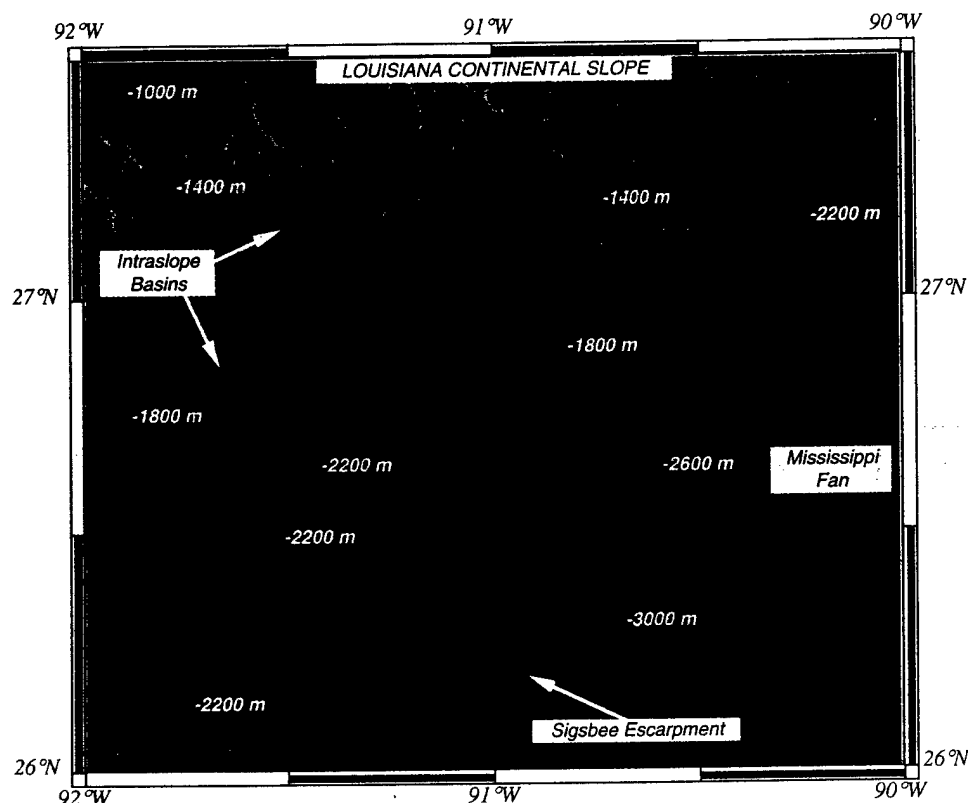 92°W 91°W 90°W
LOUISIANA CONTINENTAL SLOPE
-1000 m
-1400 m
-1400 m
-2200 m
Intraslope
Basins
27°N
27°N
-1800 m
-1800 m
-2200 m
-2600 m
Mississippi
Fan
-2200 m
-3000 m
-2200 m
Sigsbee Escarpment
26°N
26°N
92°W 91°W 90°W